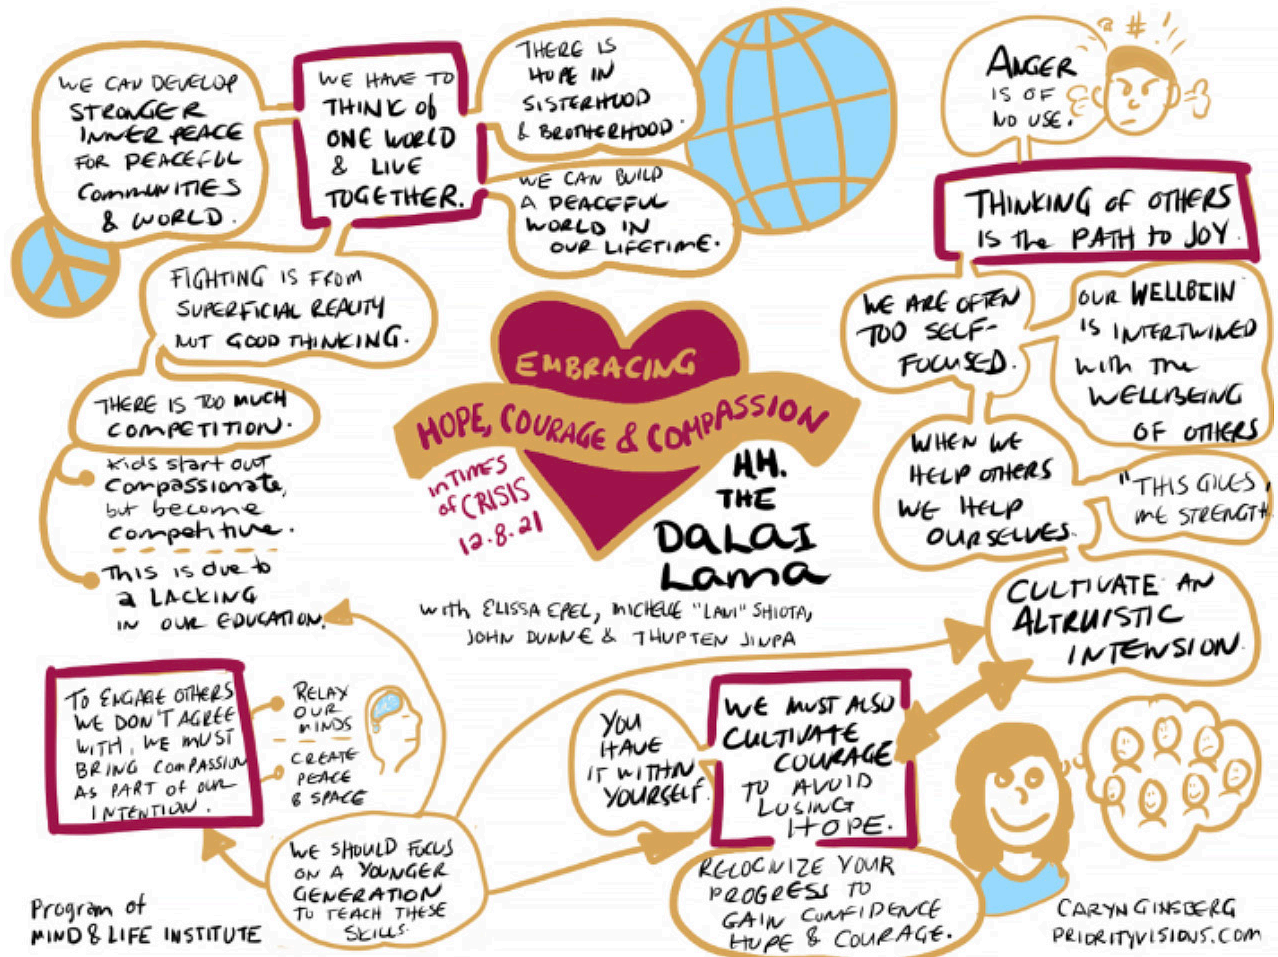 WE CAN DEVELOP
STRONGER
INNER PEACE
FOR PEACEFUL
COMMUNITIES
& WORLD.
WE HAVE TO
THINK of
ONE WORLD
& LIVE
TOGETHER.
THERE IS
HOPE IN
SISTERHOOD
& BROTHERHOOD.
WE CAN BUILD
A PEACEFUL
WORLD IN
OUR LIFETIME.
FIGHTING IS FROM
SUPERFICIAL REALITY
NOT GOOD THINKING.
THERE IS TOO MUCH
COMPETITION.
Kids start out
compassionate,
but become
competitive.
This is due to
a LACKING
IN OUR EDUCATION.
@ # !
ANGER
IS OF
NO USE.
THINKING of OTHERS
IS the PATH to JOY.
WE ARE OFTEN
TOO SELF-
FOCUSED.
OUR WELLBEIN
IS INTERTWINED
with the
WELLBEING
OF OTHERS
WHEN WE
HELP OTHERS
WE HELP
OURSELVES.
"THIS GIVES
ME STRENGTH
CULTIVATE AN
ALTRUISTIC
INTENSION.
EMBRACING
HOPE, COURAGE & COMPASSION
in TIMES
of CRISIS
12.8.21
H.H.
THE
DaLaI
Lama
with ELISSA EPEL, MICHELLE "LANI" SHIOTA,
JOHN DUNNE & THUPTEN JINPA
TO ENGAGE OTHERS
WE DON'T AGREE
WITH, WE MUST
BRING COMPASSION
AS PART OF OUR
INTENTION.
RELAX
OUR
MINDS
CREATE
PEACE
& SPACE
WE SHOULD FOCUS
ON A YOUNGER
GENERATION
TO TEACH THESE
SKILLS.
YOU
HAVE
IT WITHIN
YOURSELF.
WE MUST ALSO
CULTIVATE
COURAGE
TO AVOID
LOSING
HOPE.
RECOGNIZE YOUR
PROGRESS TO
GAIN CONFIDENCE
HOPE & COURAGE.
Program of
MIND & LIFE INSTITUTE
CARYN GINSBERG
PRIORITYVISIONS.COM